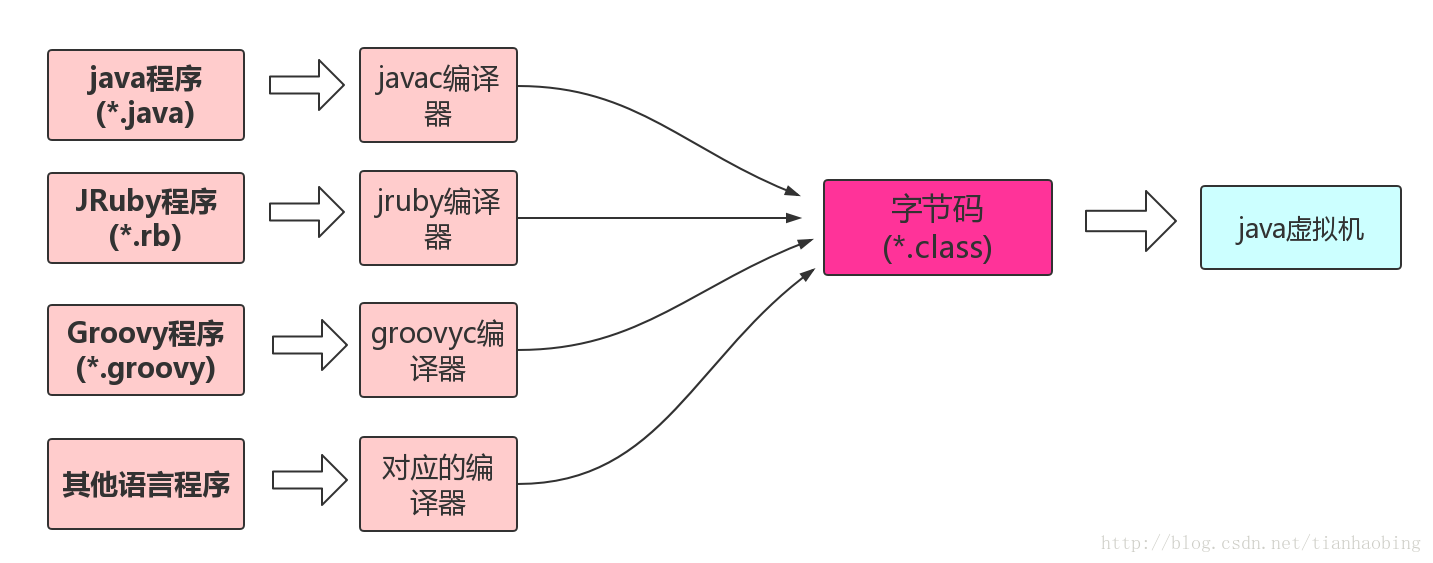 java程序
(*.java)
javac编译
器
JRuby程序
(*.rb)
jruby编译
器
Groovy程序
(*.groovy)
groovyc编
译器
其他语言程序
对应的编
译器
字节码
(*.class)
java虚拟机
http://blog.csdn.net/tianhaobing